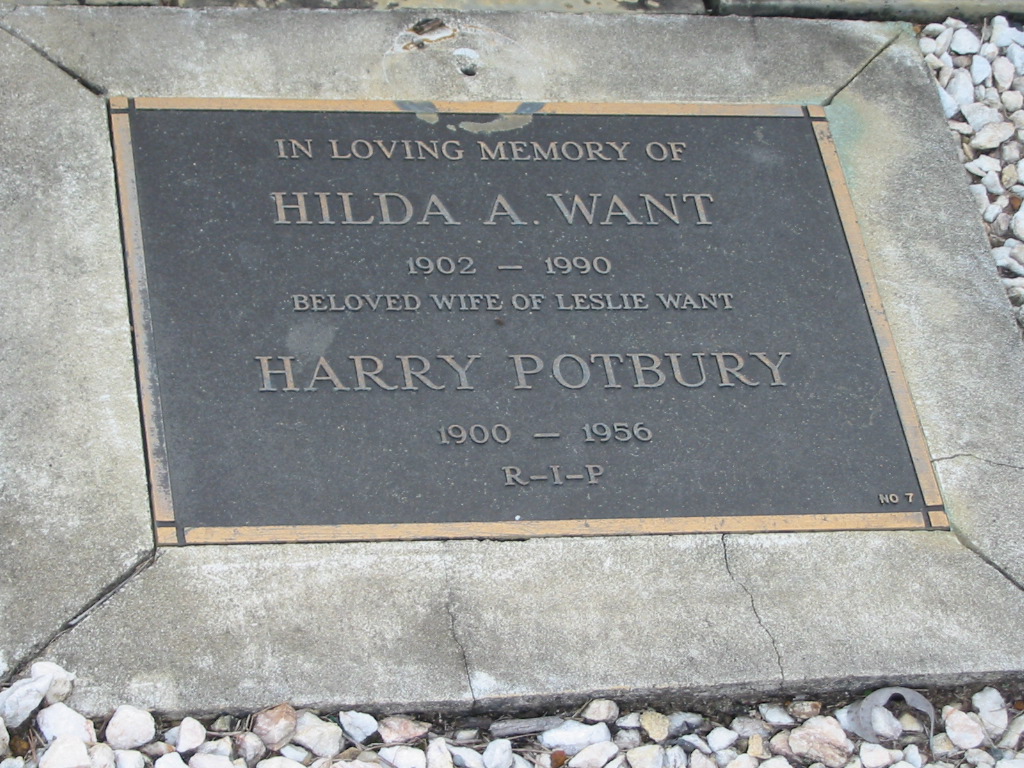 IN LOVING MEMORY OF
HILDA A. WANT
1902 — 1990
BELOVED WIFE OF LESLIE WANT
HARRY POTBURY
1900 — 1956
R-I-P
NO 7